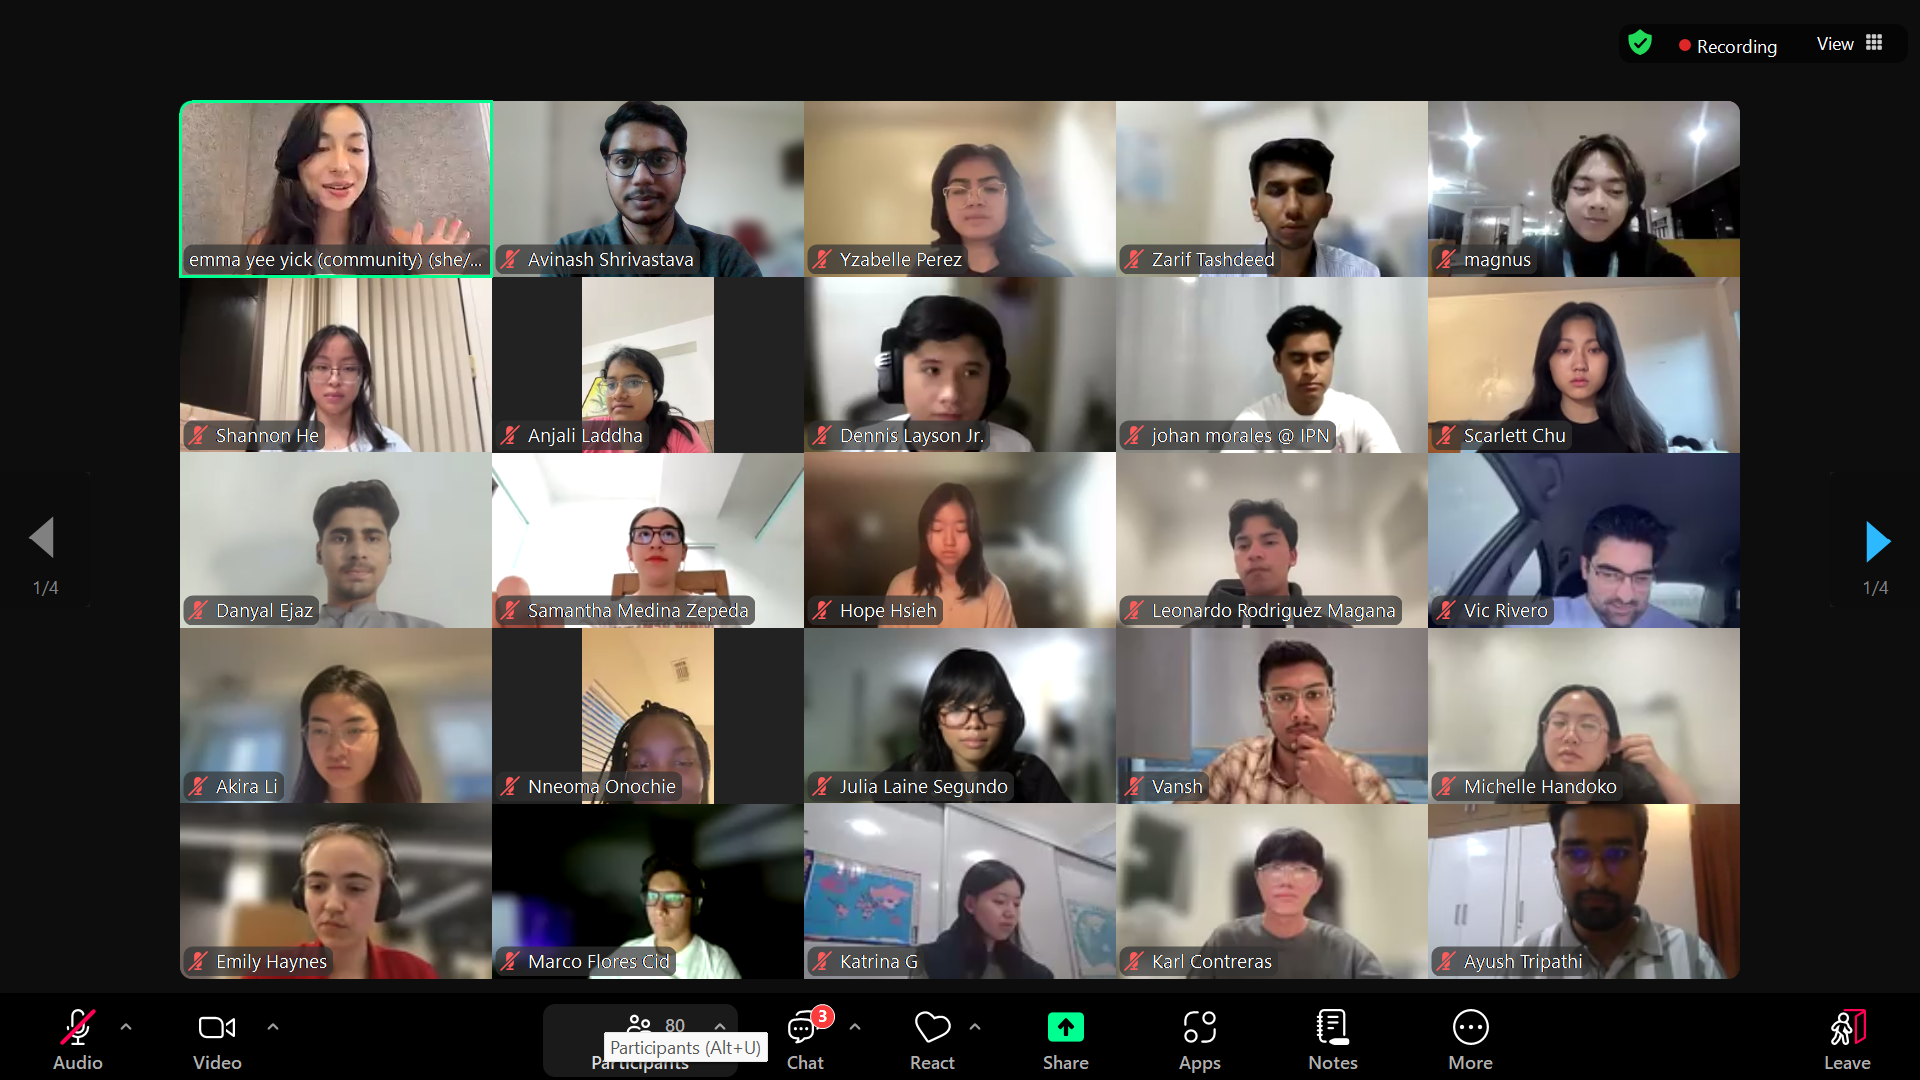 Recording
View
emma yee yick (community) (she/...
Avinash Shrivastava
Yzabelle Perez
Zarif Tashdeed
magnus
Shannon He
Anjali Laddha
Dennis Layson Jr.
johan morales @ IPN
Scarlett Chu
Danyal Ejaz
Samantha Medina Zepeda
Hope Hsieh
Leonardo Rodriguez Magana
Vic Rivero
1/4
1/4
Akira Li
Nneoma Onochie
Julia Laine Segundo
Vansh
Michelle Handoko
Emily Haynes
Marco Flores Cid
Katrina G
Karl Contreras
Ayush Tripathi
Audio
Video
80
Participants (Alt+U)
Participants
3
Chat
React
Share
Apps
Notes
More
Leave